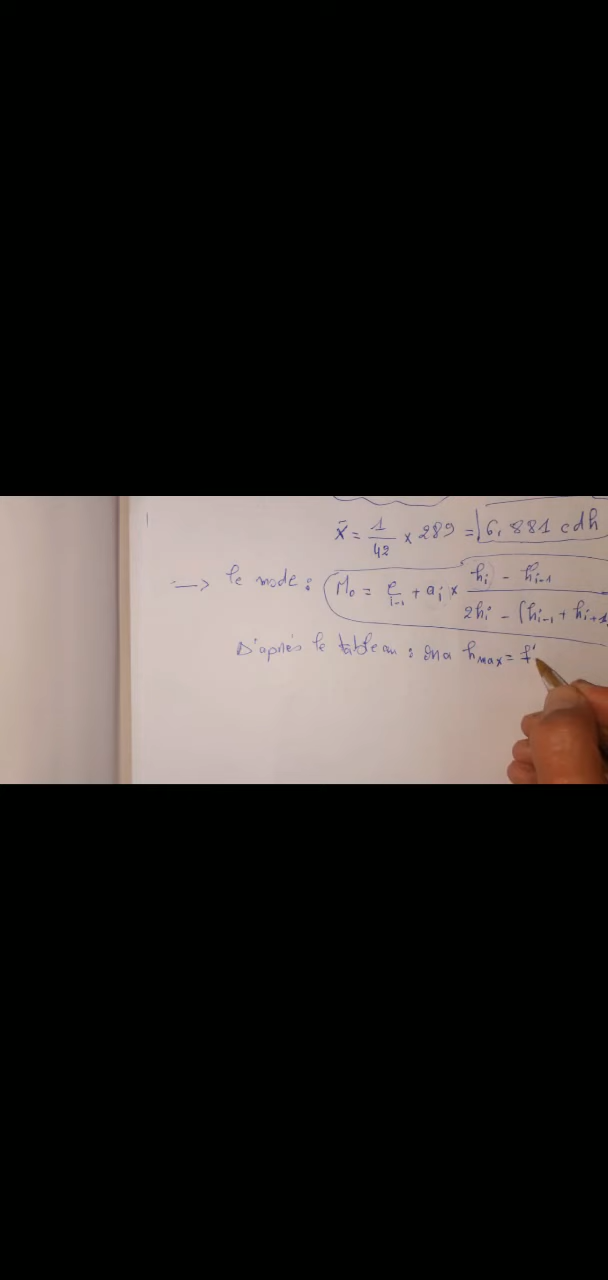 x̄ = 1/42 × 289 = 6,881 cdh
→ le mode : M₀ = e_{i-1} + a_i × (h_i - h_{i-1}) / (2h_i - (h_{i-1} + h_{i+1}
D'après le tableau : on a h_max =